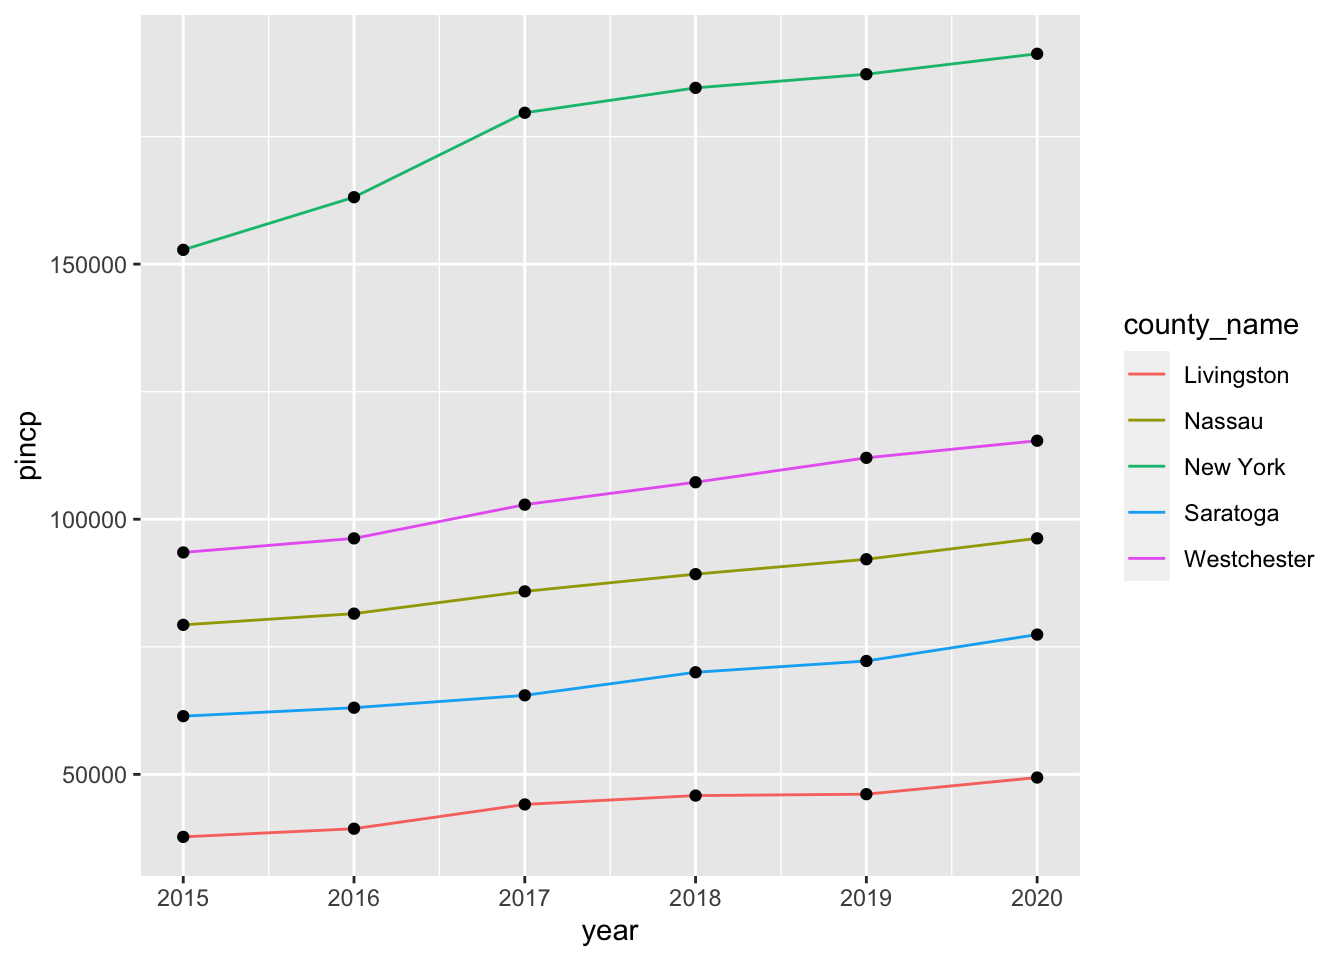 150000
100000
50000
pincp
2015 2016 2017 2018 2019 2020
year
county_name
Livingston
Nassau
New York
Saratoga
Westchester